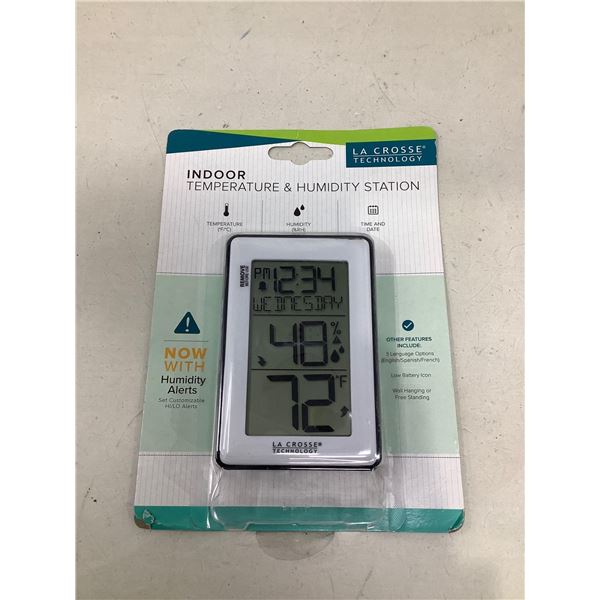 LA CROSSE®
TECHNOLOGY
INDOOR
TEMPERATURE & HUMIDITY STATION
TEMPERATURE
(°F/°C)
HUMIDITY
(%RH)
TIME AND
DATE
REMOVE
BEFORE USE
PM 12:34
WEDNESDAY
48 %
72 °F
LA CROSSE®
TECHNOLOGY
NOW
WITH
Humidity
Alerts
Set Customizable
HI/LO Alerts
OTHER FEATURES
INCLUDE:
3 Language Options
(English/Spanish/French)
Low Battery Icon
Wall Hanging or
Free Standing